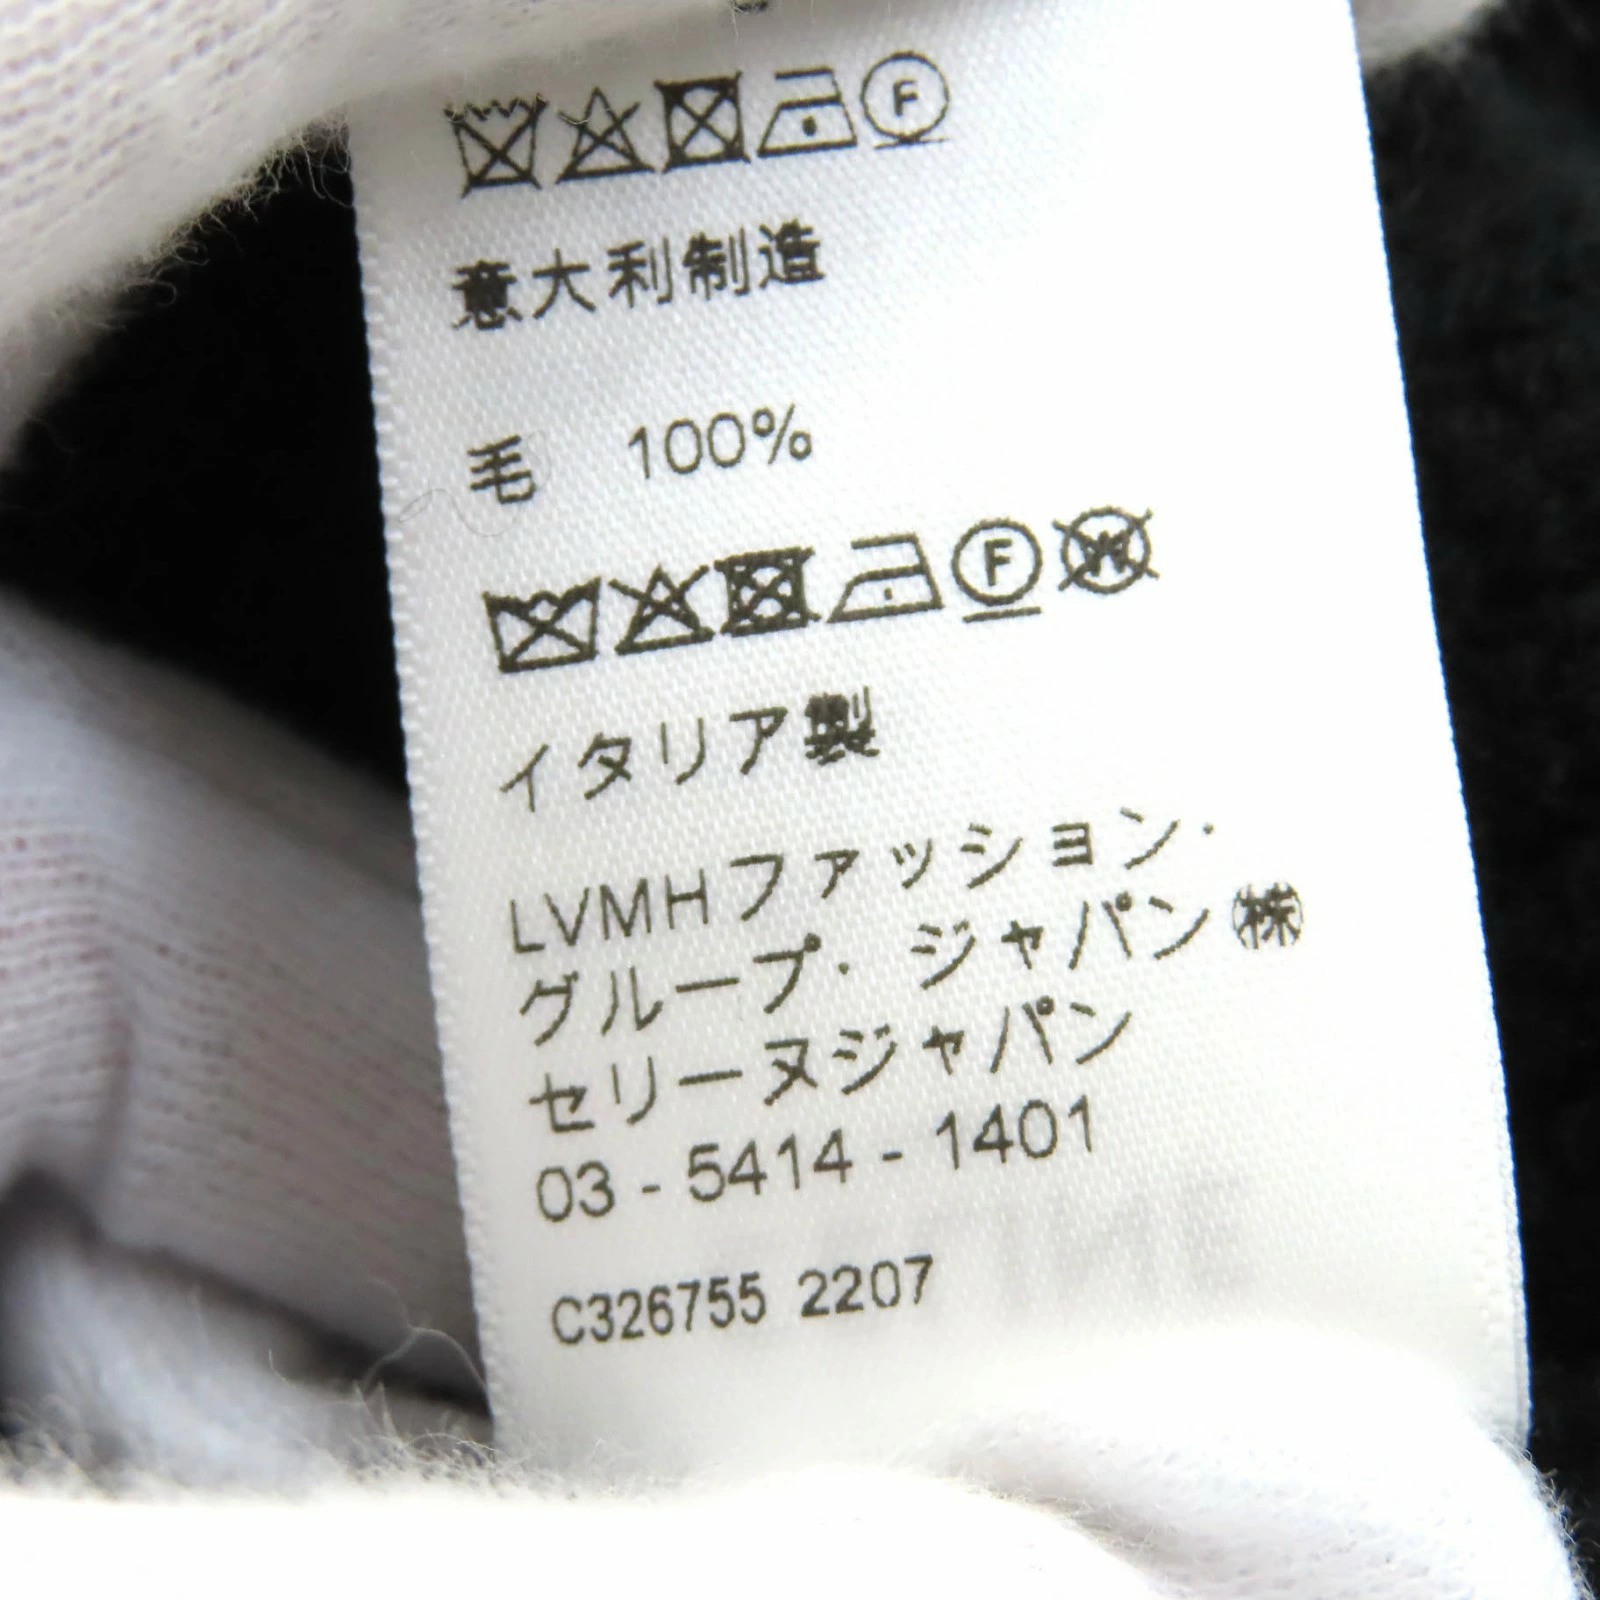 F
意大利制造
毛 100%
F W
イタリア製
LVMHファッション・
グループ・ジャパン㈱
セリーヌジャパン
03 - 5414 - 1401
C326755 2207